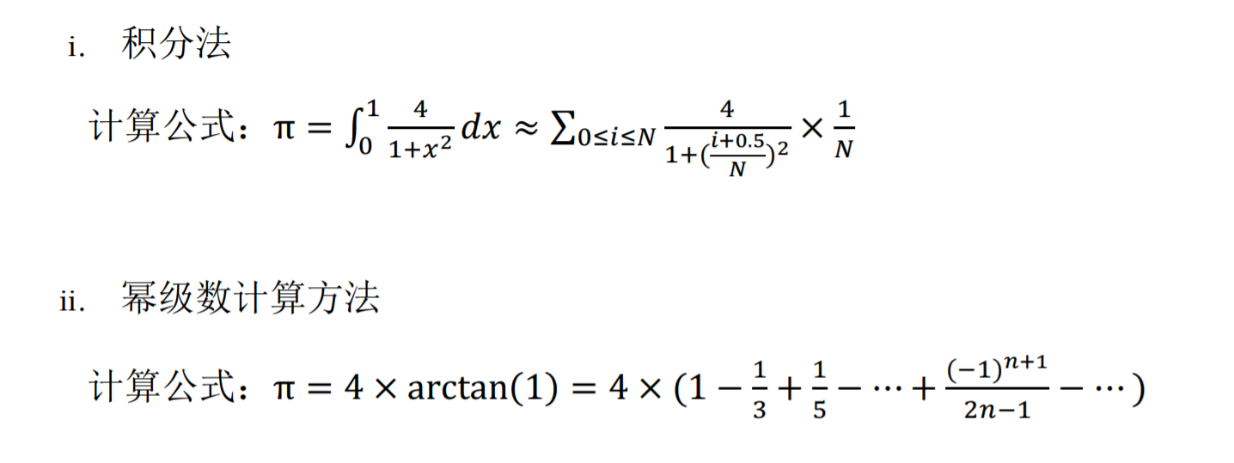 i. 积分法
计算公式：π = ∫₀¹ 4/(1+x²) dx ≈ ∑_{0≤i≤N} 4/(1+((i+0.5)/N)²) × 1/N
ii. 幂级数计算方法
计算公式：π = 4 × arctan(1) = 4 × (1 − 1/3 + 1/5 − ⋯ + (−1)ⁿ⁺¹/(2n−1) − ⋯)